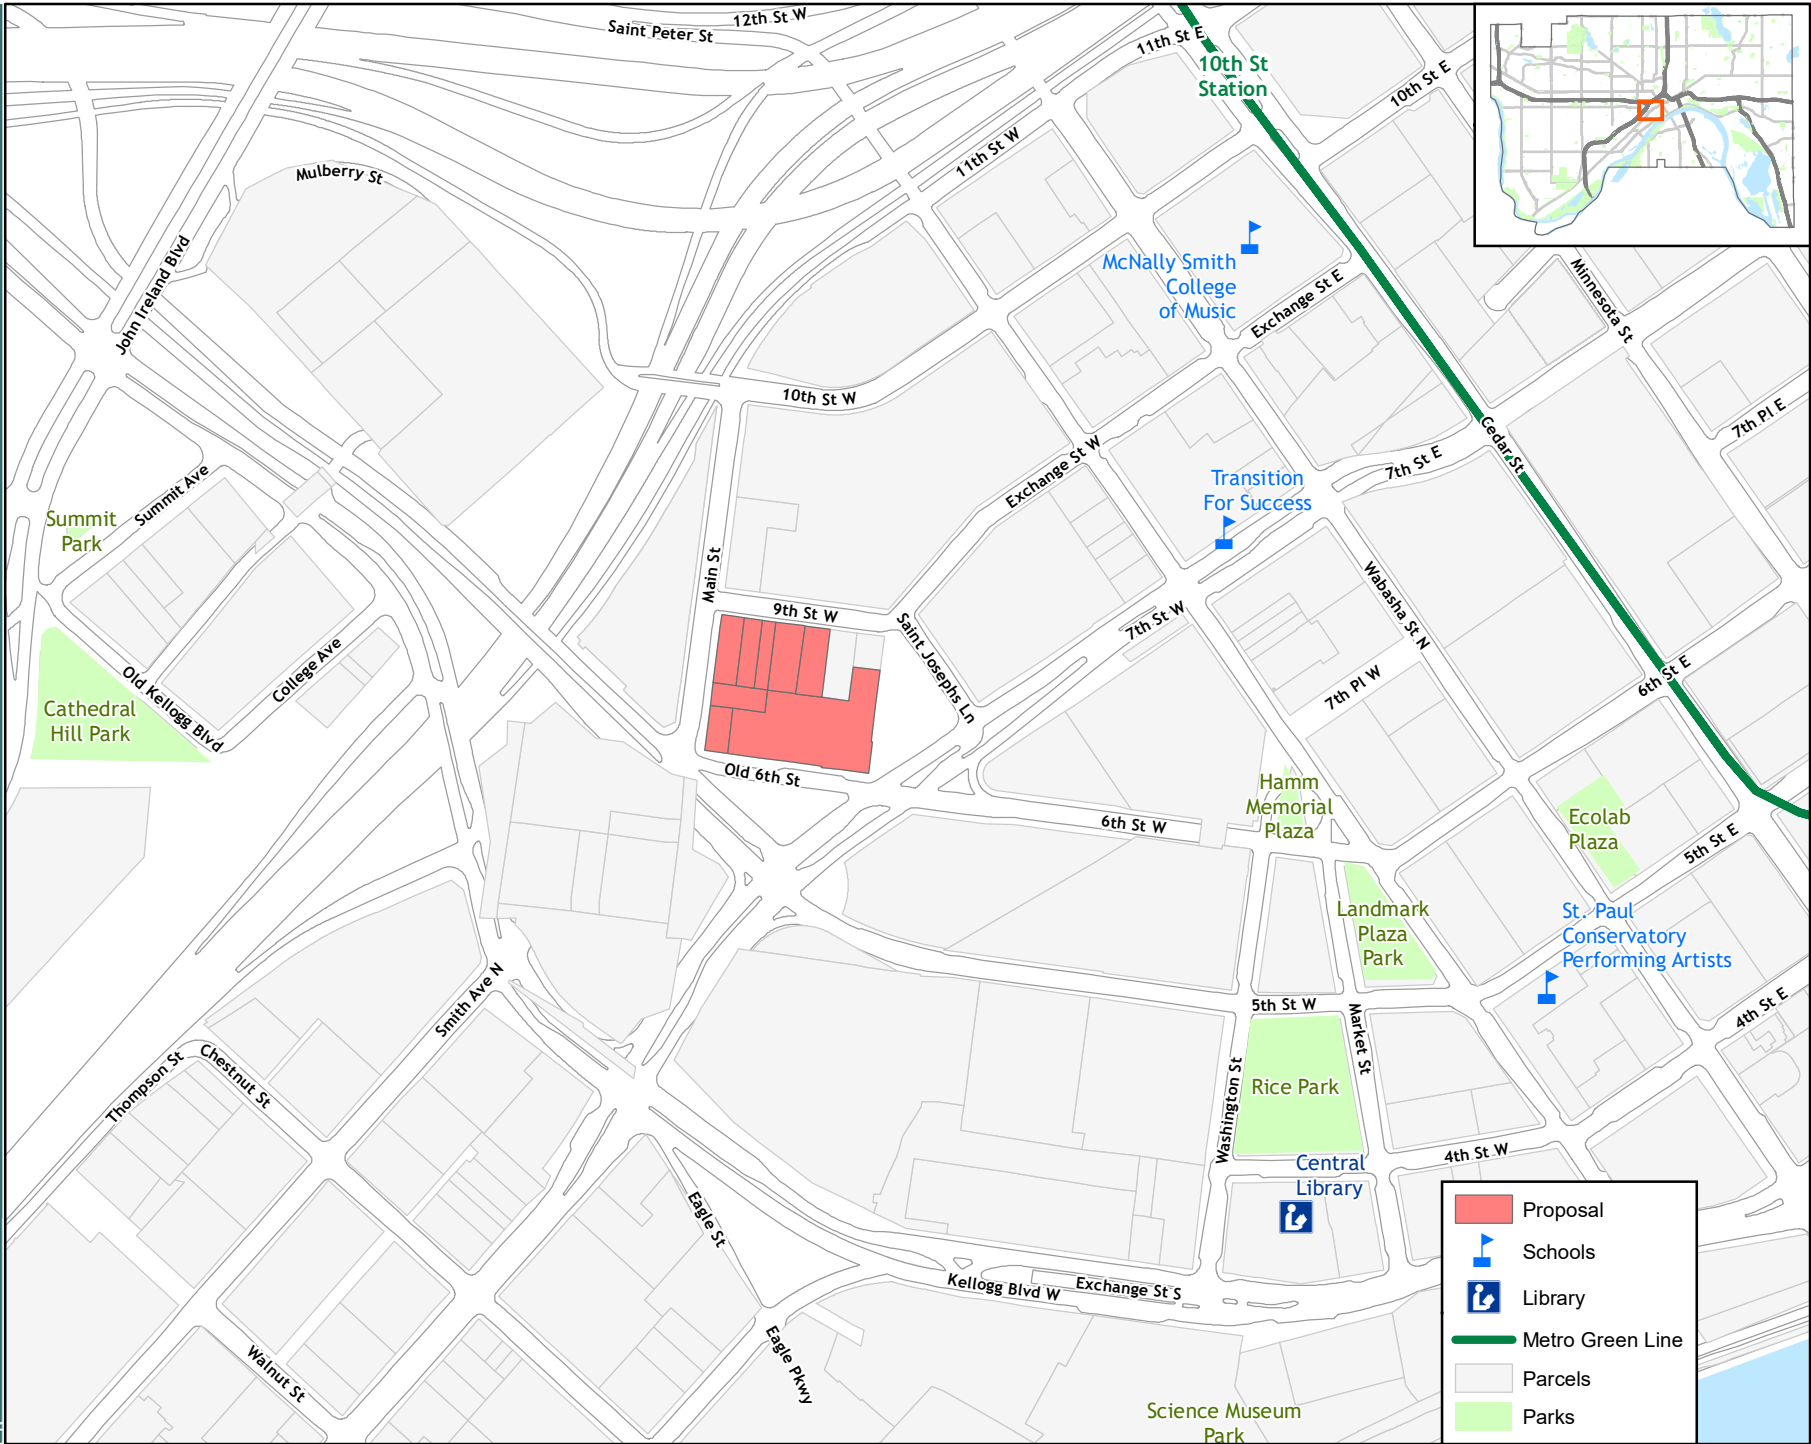 12th St W
Saint Peter St
11th St E
10th St
Station
10th St E
11th St W
Mulberry St
John Ireland Blvd
McNally Smith
College
of Music
Exchange St E
Minnesota St
10th St W
7th Pl E
Cedar St
Exchange St W
7th St E
Summit Ave
Transition
For Success
Summit
Park
Main St
9th St W
Saint Josephs Ln
7th St W
Wabasha St N
College Ave
Old Kellogg Blvd
Cathedral
Hill Park
7th Pl W
6th St E
Old 6th St
Hamm
Memorial
Plaza
6th St W
Ecolab
Plaza
5th St E
Landmark
Plaza
Park
St. Paul
Conservatory
Performing Artists
Smith Ave N
5th St W
Market St
4th St E
Thompson St
Chestnut St
Washington St
Rice Park
4th St W
Central
Library
Eagle St
Kellogg Blvd W
Exchange St S
Walnut St
Eagle Pkwy
Science Museum
Park
Proposal
Schools
Library
Metro Green Line
Parcels
Parks